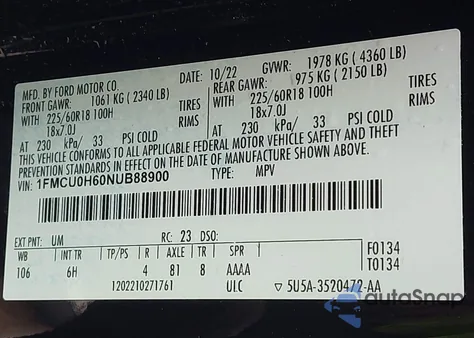 MFD. BY FORD MOTOR CO.
DATE: 10/22 GVWR: 1978 KG (4360 LB)
FRONT GAWR: 1061 KG (2340 LB) REAR GAWR: 975 KG (2150 LB)
WITH 225/60R18 100H TIRES WITH 225/60R18 100H TIRES
18x7.0J RIMS 18x7.0J RIMS
AT 230 kPa/ 33 PSI COLD AT 230 kPa/ 33 PSI COLD
THIS VEHICLE CONFORMS TO ALL APPLICABLE FEDERAL MOTOR VEHICLE SAFETY AND THEFT
PREVENTION STANDARDS IN EFFECT ON THE DATE OF MANUFACTURE SHOWN ABOVE.
VIN: 1FMCU0H60NUB88900 TYPE: MPV
EXT PNT: UM RC: 23 DSO:
WB INT TR TP/PS R AXLE TR SPR F0134
106 6H 4 81 8 AAAA T0134
1202210271761 ULC ▽ 5U5A-3520472-AA
autoSnap